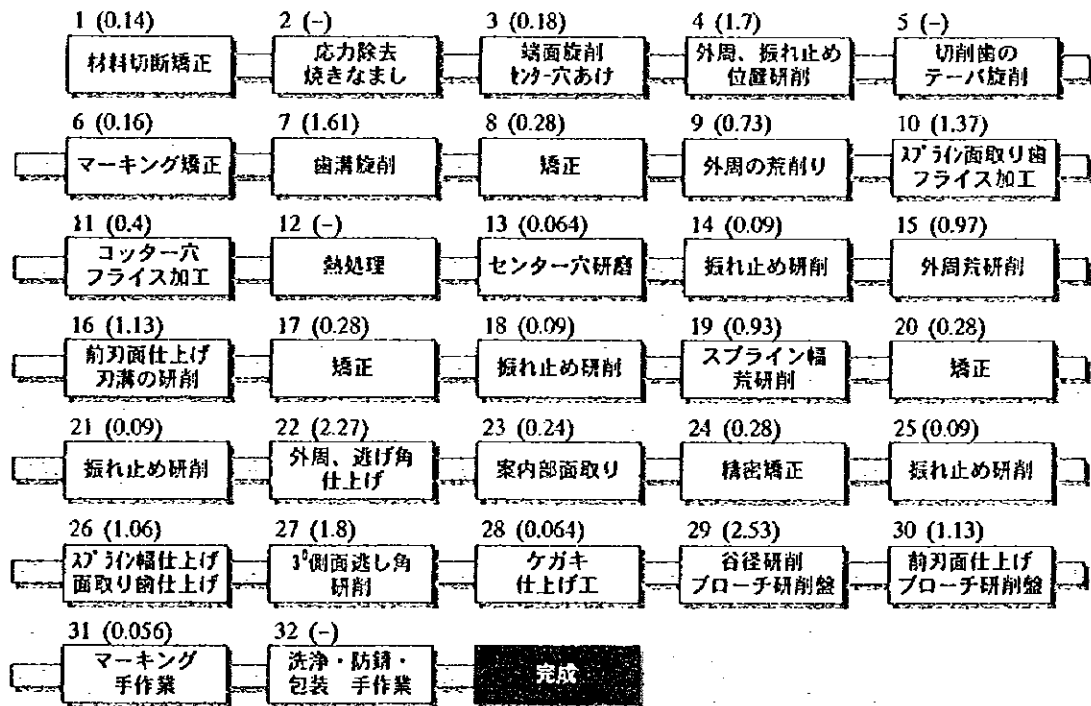 1 (0.14)
材料切断矯正
2 (-)
応力除去
焼きなまし
3 (0.18)
端面旋削
センター穴あけ
4 (1.7)
外周、振れ止め
位置研削
5 (-)
切削歯の
テーパ旋削
6 (0.16)
マーキング矯正
7 (1.61)
歯溝旋削
8 (0.28)
矯正
9 (0.73)
外周の荒削り
10 (1.37)
スプライン面取り歯
フライス加工
11 (0.4)
コッター穴
フライス加工
12 (-)
熱処理
13 (0.064)
センター穴研磨
14 (0.09)
振れ止め研削
15 (0.97)
外周荒研削
16 (1.13)
前刃面仕上げ
刃溝の研削
17 (0.28)
矯正
18 (0.09)
振れ止め研削
19 (0.93)
スプライン幅
荒研削
20 (0.28)
矯正
21 (0.09)
振れ止め研削
22 (2.27)
外周、逃げ角
仕上げ
23 (0.24)
案内部面取り
24 (0.28)
精密矯正
25 (0.09)
振れ止め研削
26 (1.06)
スプライン幅仕上げ
面取り歯仕上げ
27 (1.8)
3°側面逃し角
研削
28 (0.064)
ケガキ
仕上げ工
29 (2.53)
谷径研削
ブローチ研削盤
30 (1.13)
前刃面仕上げ
ブローチ研削盤
31 (0.056)
マーキング
手作業
32 (-)
洗浄・防錆・
包装 手作業
完成